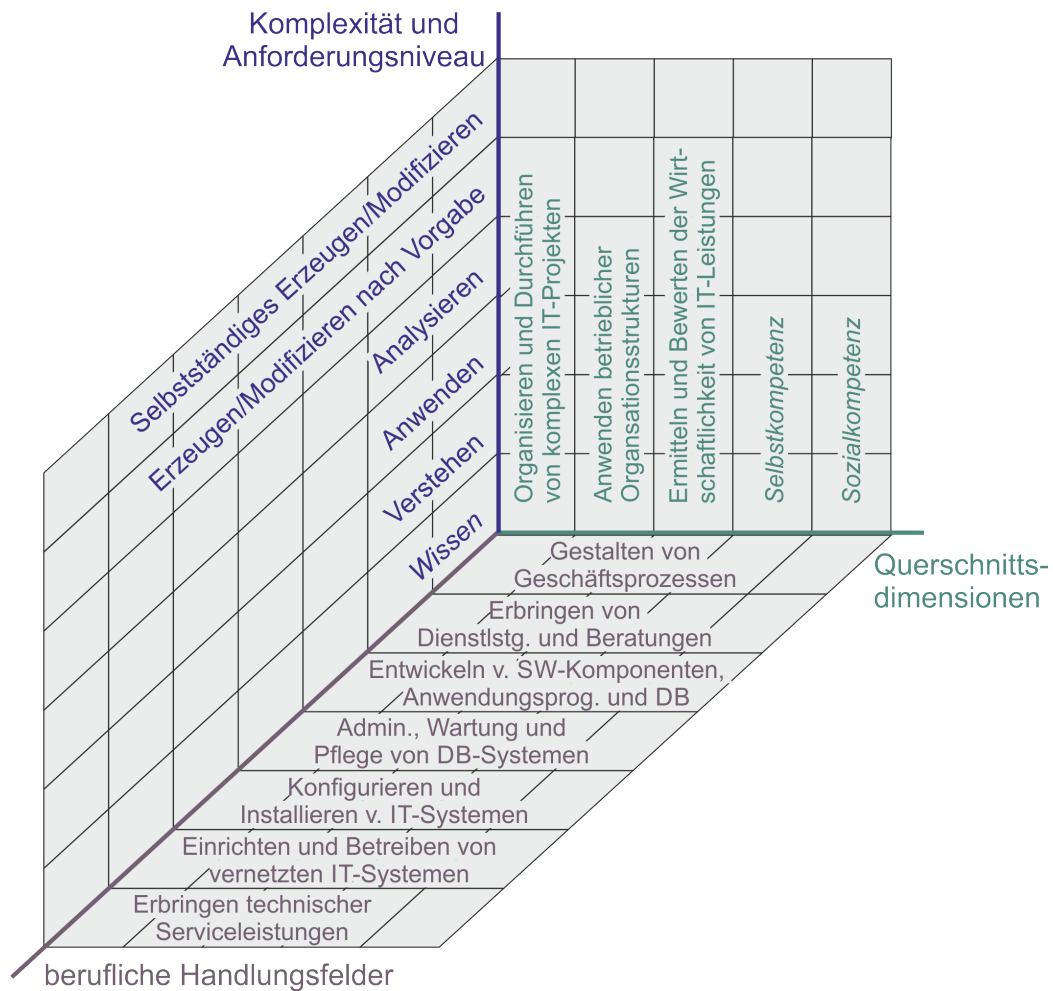 Komplexität und
Anforderungsniveau
Selbstständiges Erzeugen/Modifizieren
Erzeugen/Modifizieren nach Vorgabe
Analysieren
Anwenden
Verstehen
Wissen
Organisieren und Durchführen
von komplexen IT-Projekten
Anwenden betrieblicher
Organsationsstrukturen
Ermitteln und Bewerten der Wirt-
schaftlichkeit von IT-Leistungen
Selbstkompetenz
Sozialkompetenz
Querschnitts-
dimensionen
Gestalten von
Geschäftsprozessen
Erbringen von
Dienstlstg. und Beratungen
Entwickeln v. SW-Komponenten,
Anwendungsprog. und DB
Admin., Wartung und
Pflege von DB-Systemen
Konfigurieren und
Installieren v. IT-Systemen
Einrichten und Betreiben von
vernetzten IT-Systemen
Erbringen technischer
Serviceleistungen
berufliche Handlungsfelder